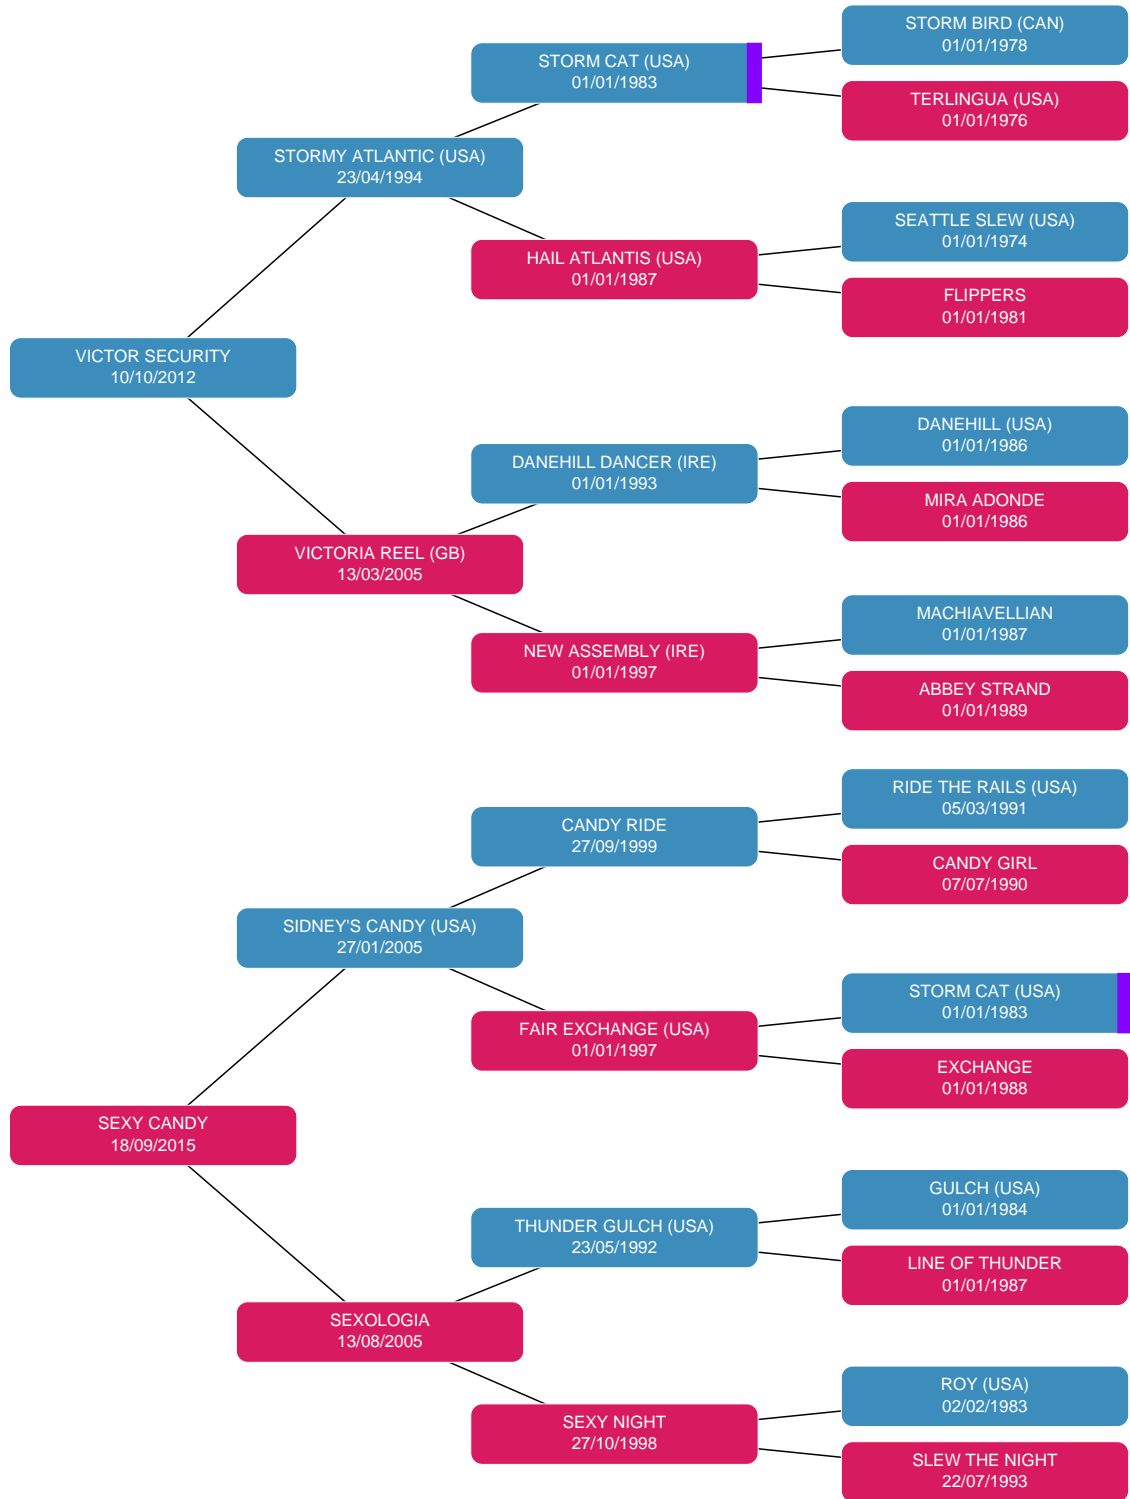 STORM BIRD (CAN)
01/01/1978
STORM CAT (USA)
01/01/1983
TERLINGUA (USA)
01/01/1976
STORMY ATLANTIC (USA)
23/04/1994
SEATTLE SLEW (USA)
01/01/1974
HAIL ATLANTIS (USA)
01/01/1987
FLIPPERS
01/01/1981
VICTOR SECURITY
10/10/2012
DANEHILL (USA)
01/01/1986
DANEHILL DANCER (IRE)
01/01/1993
MIRA ADONDE
01/01/1986
VICTORIA REEL (GB)
13/03/2005
MACHIAVELLIAN
01/01/1987
NEW ASSEMBLY (IRE)
01/01/1997
ABBEY STRAND
01/01/1989
RIDE THE RAILS (USA)
05/03/1991
CANDY RIDE
27/09/1999
CANDY GIRL
07/07/1990
SIDNEY'S CANDY (USA)
27/01/2005
STORM CAT (USA)
01/01/1983
FAIR EXCHANGE (USA)
01/01/1997
EXCHANGE
01/01/1988
SEXY CANDY
18/09/2015
GULCH (USA)
01/01/1984
THUNDER GULCH (USA)
23/05/1992
LINE OF THUNDER
01/01/1987
SEXOLOGIA
13/08/2005
ROY (USA)
02/02/1983
SEXY NIGHT
27/10/1998
SLEW THE NIGHT
22/07/1993